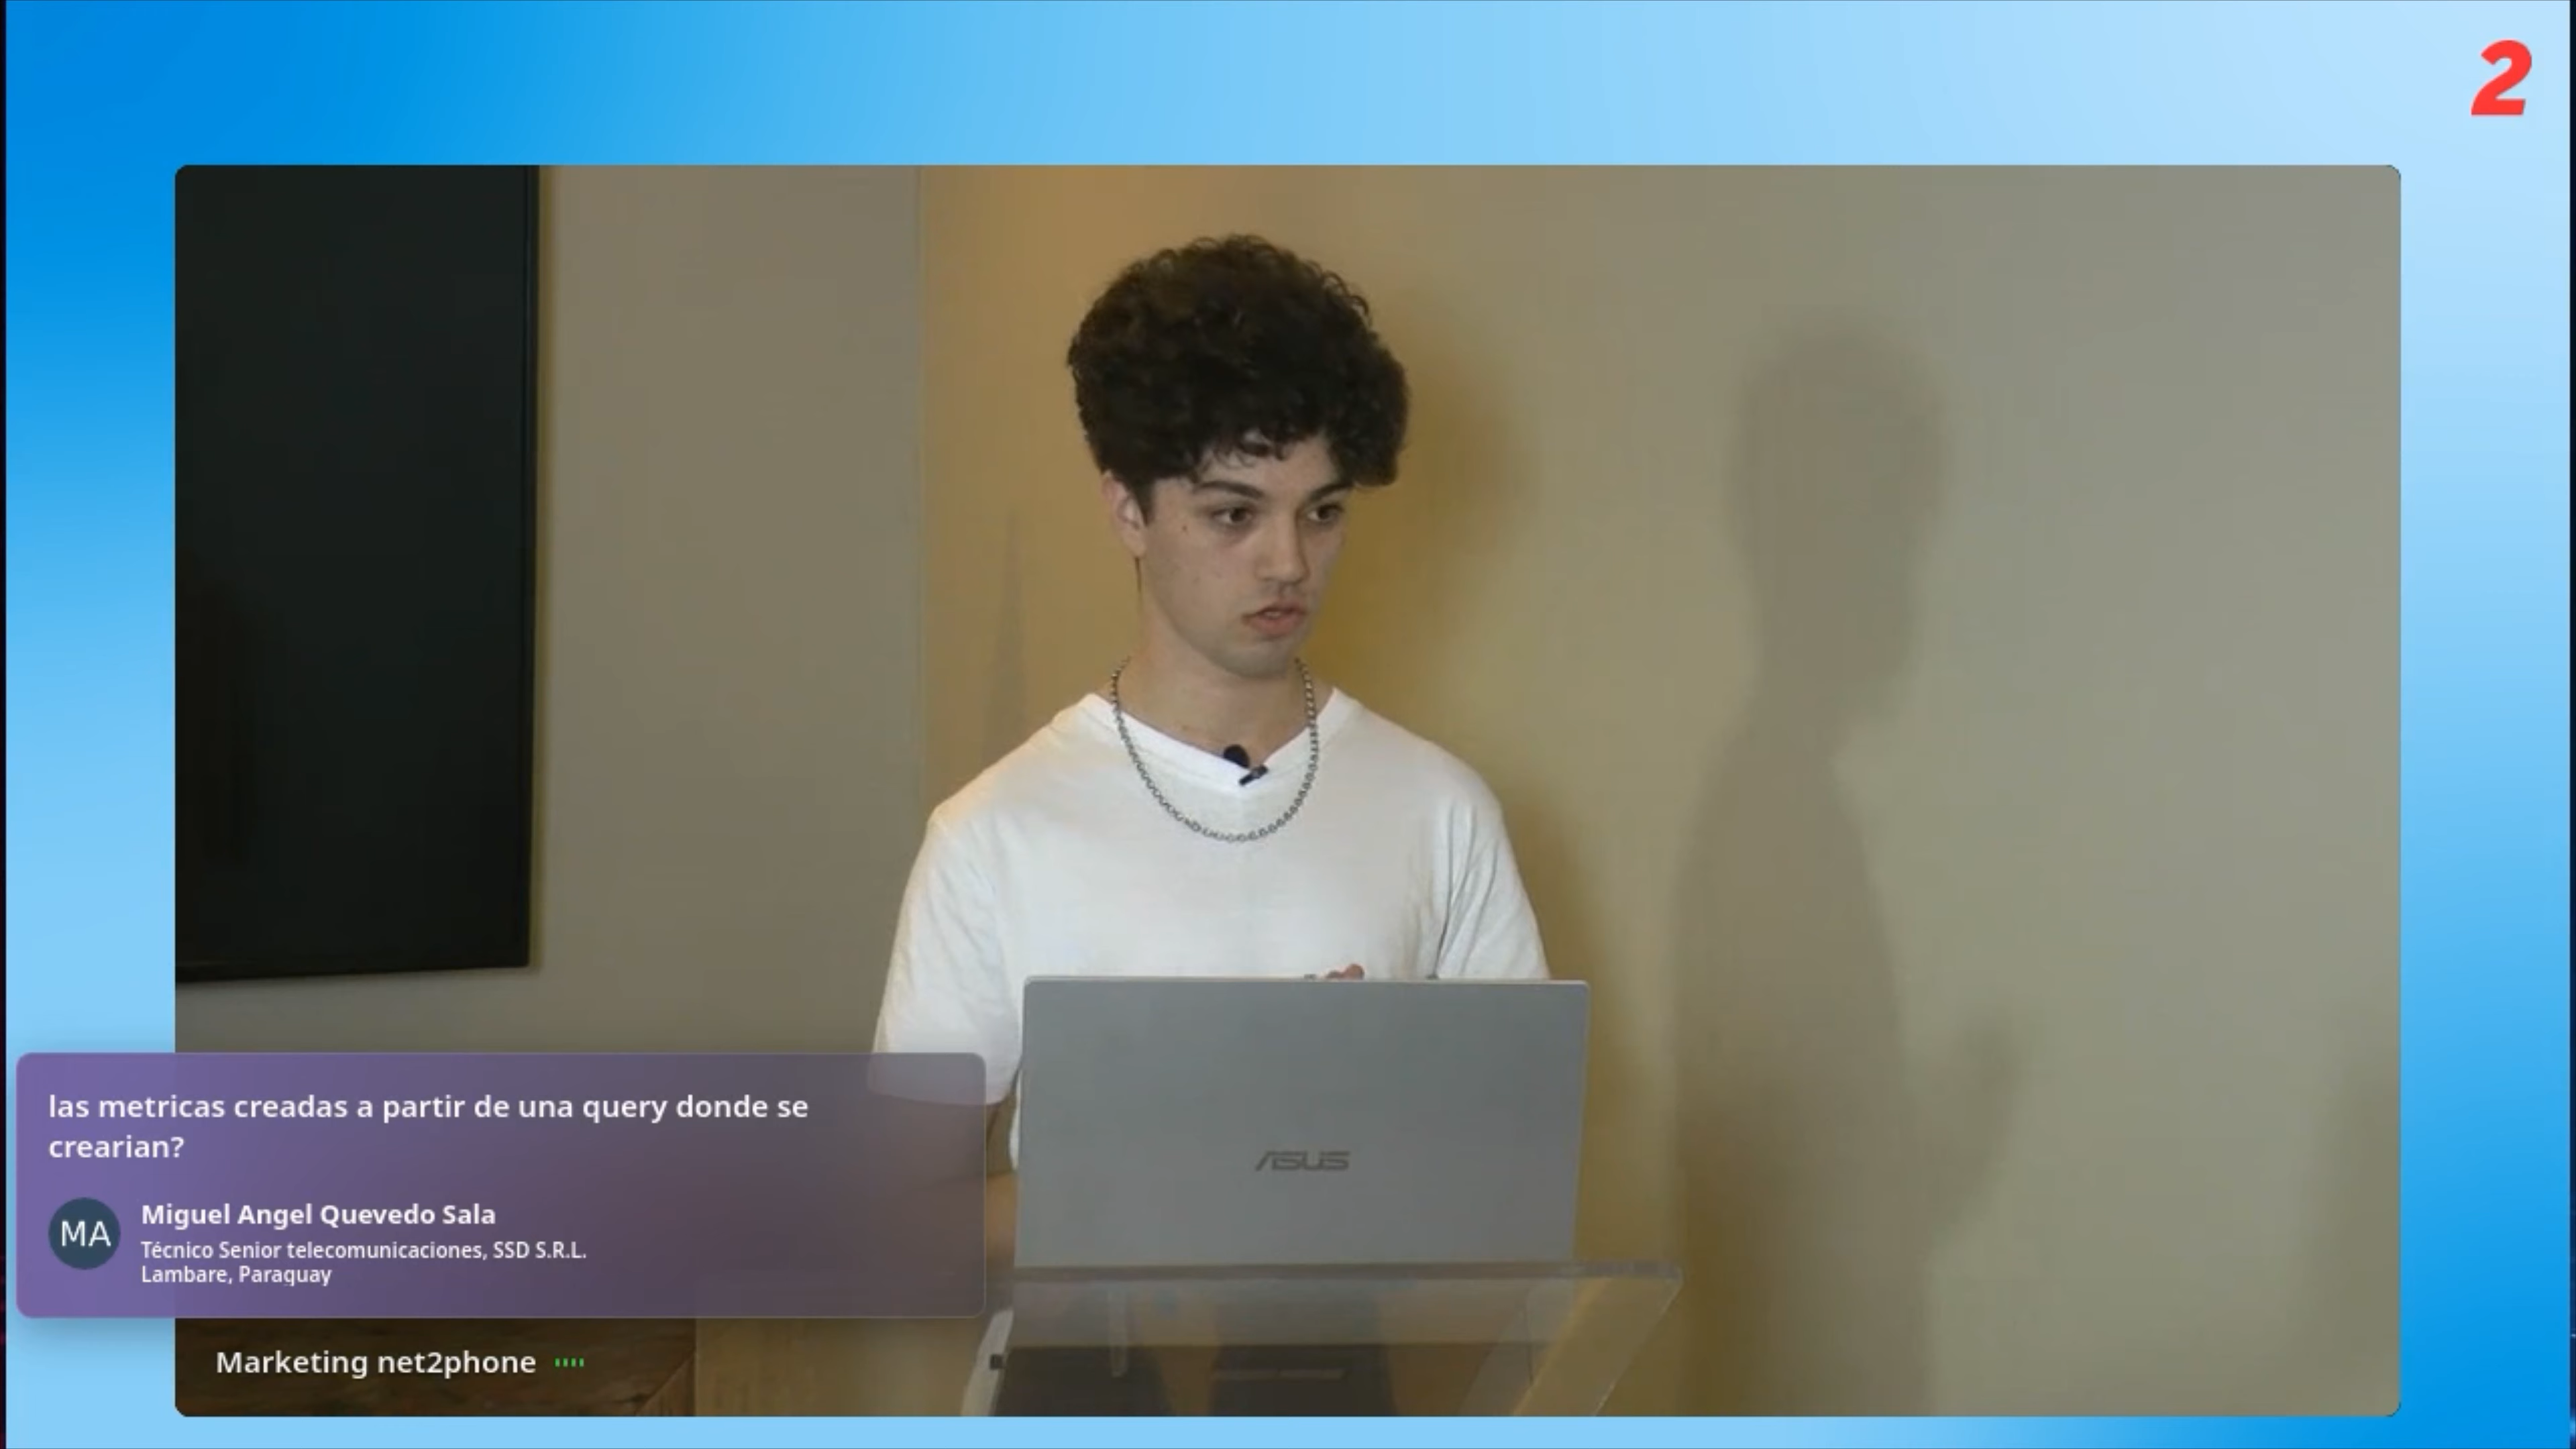 2
ASUS
las metricas creadas a partir de una query donde se
crearian?
MA
Miguel Angel Quevedo Sala
Técnico Senior telecomunicaciones, SSD S.R.L.
Lambare, Paraguay
Marketing net2phone